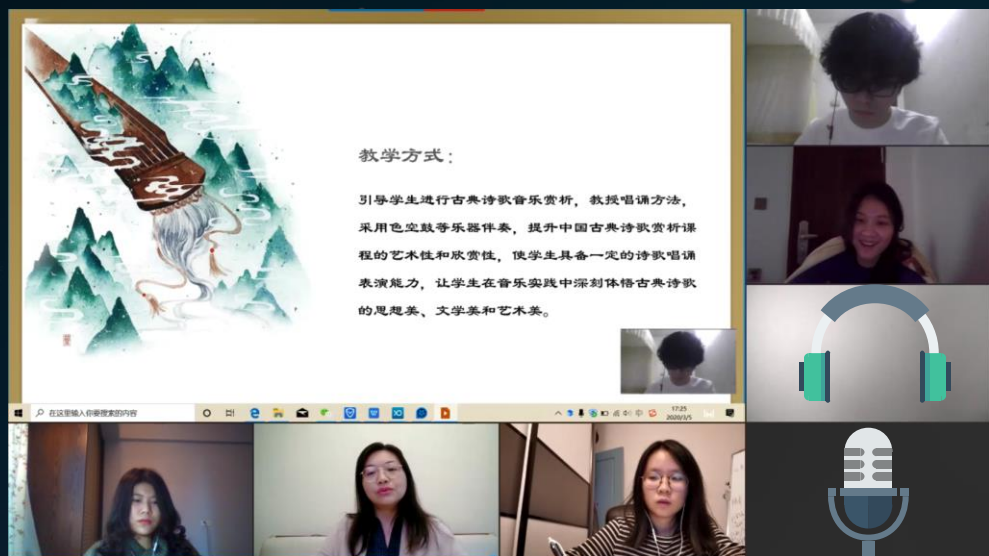 教学方式：
引导学生进行古典诗歌音乐赏析，教授唱诵方法，
采用色空鼓等乐器伴奏，提升中国古典诗歌赏析课
程的艺术性和欣赏性，使学生具备一定的诗歌唱诵
表演能力，让学生在音乐实践中深刻体悟古典诗歌
的思想美、文学美和艺术美。
在这里输入你要搜索的内容
17:25
2020/3/5